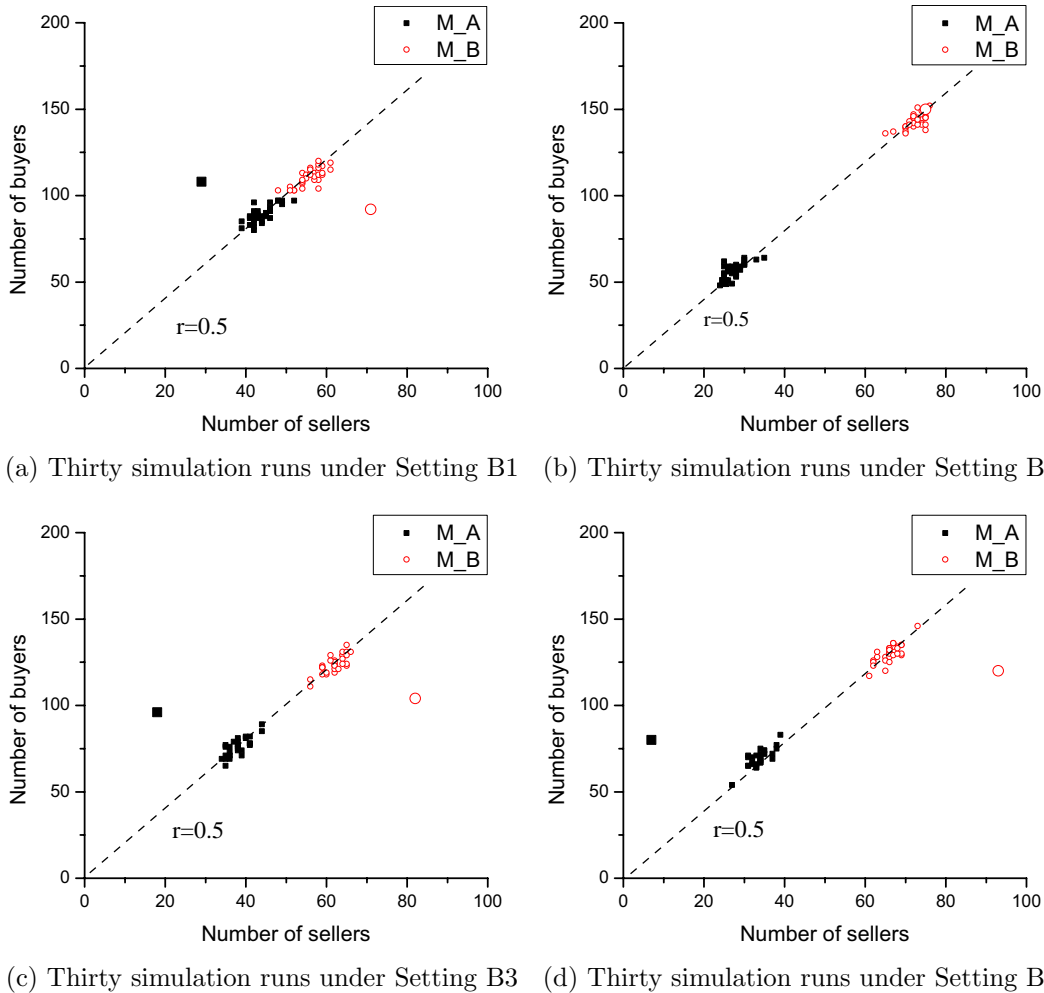 200
150
100
50
0
Number of buyers
M_A
M_B
r=0.5
0 20 40 60 80 100
Number of sellers
(a) Thirty simulation runs under Setting B1
200
150
100
50
0
Number of buyers
M_A
M_B
r=0.5
0 20 40 60 80 100
Number of sellers
(b) Thirty simulation runs under Setting B
200
150
100
50
0
Number of buyers
M_A
M_B
r=0.5
0 20 40 60 80 100
Number of sellers
(c) Thirty simulation runs under Setting B3
200
150
100
50
0
Number of buyers
M_A
M_B
r=0.5
0 20 40 60 80 100
Number of sellers
(d) Thirty simulation runs under Setting B